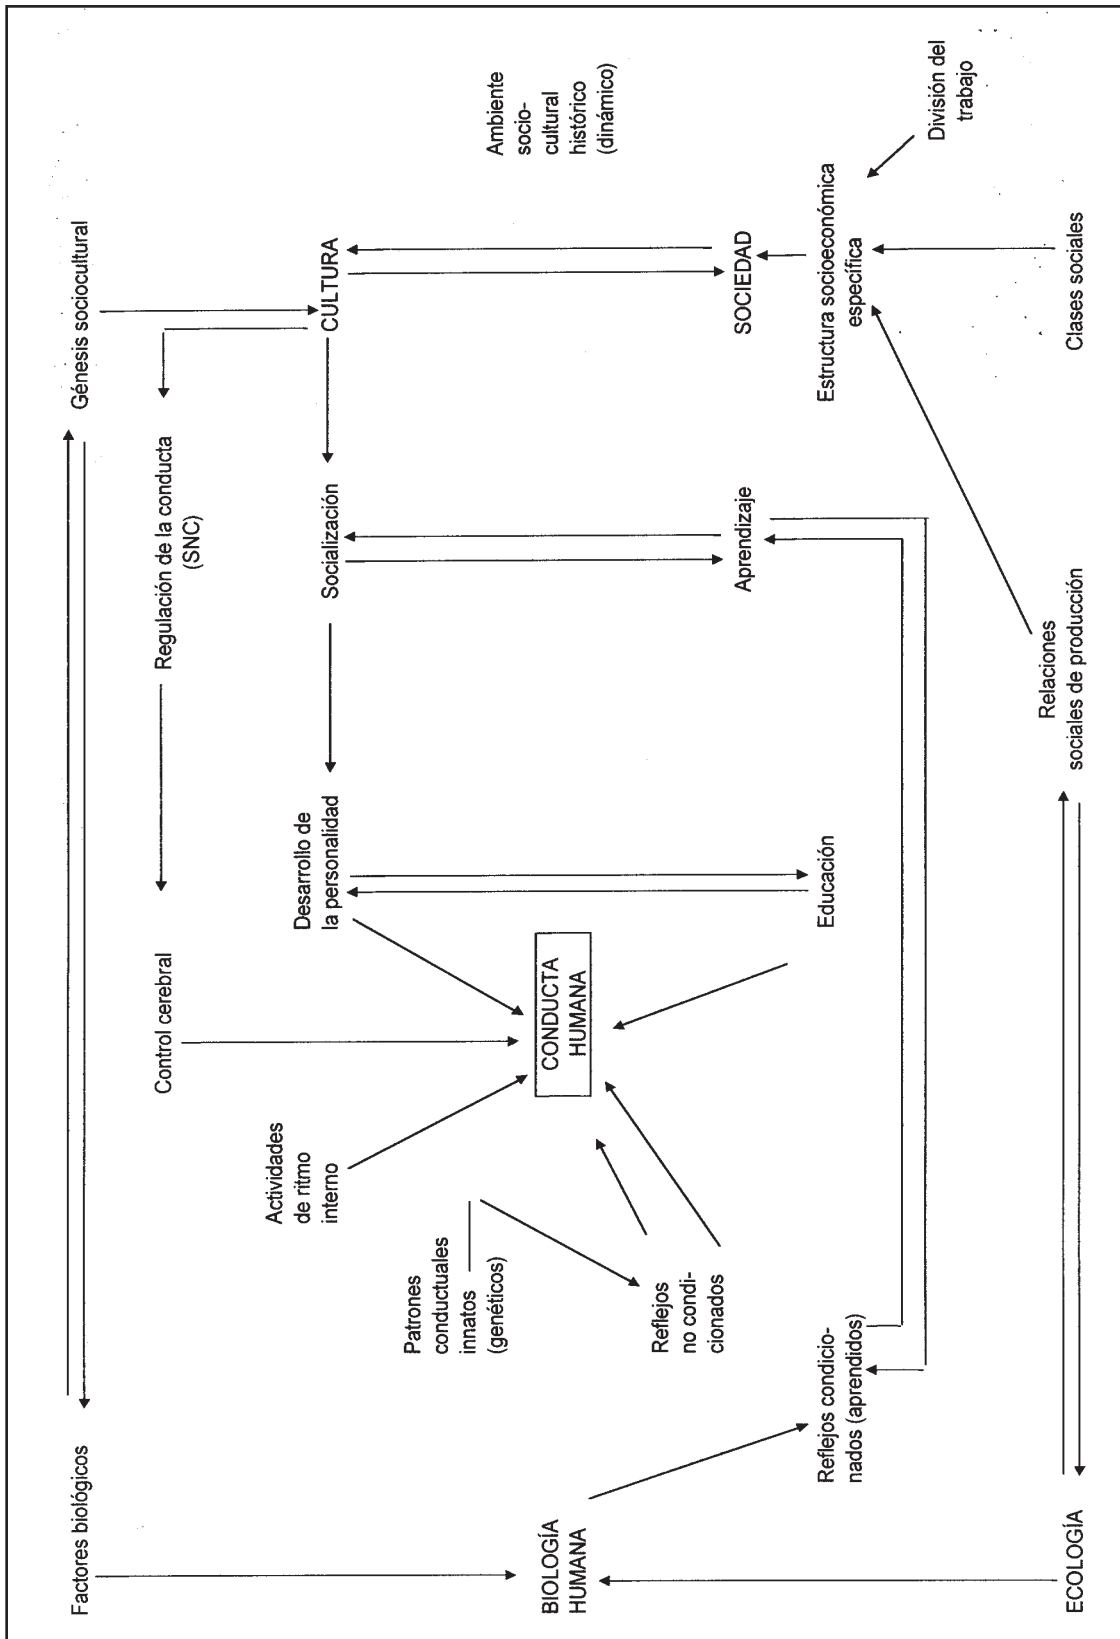 Factores biológicos
Génesis sociocultural
Control cerebral
Regulación de la conducta
(SNC)
Actividades
de ritmo
interno
Desarrollo de
la personalidad
Socialización
CULTURA
Patrones
conductuales
innatos
(genéticos)
Ambiente
socio-
cultural
histórico
(dinámico)
BIOLOGÍA
HUMANA
CONDUCTA
HUMANA
Reflejos
no condi-
cionados
Aprendizaje
SOCIEDAD
Reflejos condicio-
nados (aprendidos)
Educación
Estructura socioeconómica
específica
División del
trabajo
ECOLOGÍA
Relaciones
sociales de producción
Clases sociales